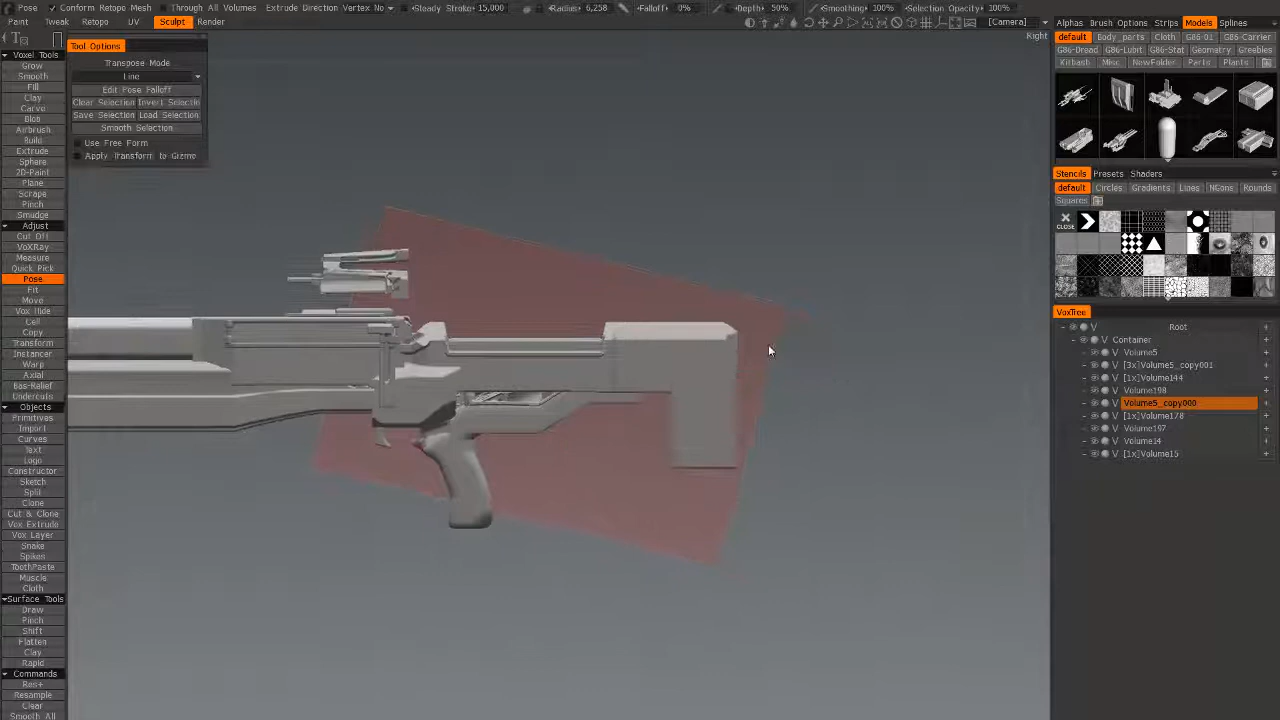 Pose
Conform Retopo Mesh
Through All Volumes
Extrude Direction
Vertex No
Steady Stroke:
15,000
Radius:
6,258
Falloff:
0%
Depth:
50%
Smoothing:
100%
Selection Opacity:
100%
Paint
Tweak
Retopo
UV
Sculpt
Render
[Camera]
Right
Voxel Tools
Grow
Smooth
Fill
Clay
Carve
Blob
Airbrush
Build
Extrude
Sphere
2D-Paint
Plane
Scrape
Pinch
Smudge
Adjust
Cut Off
VoXRay
Measure
Quick Pick
Pose
Fit
Move
Vox Hide
Cell
Copy
Transform
Instancer
Warp
Axial
Bas-Relief
Undercuts
Objects
Primitives
Import
Curves
Text
Logo
Constructor
Sketch
Split
Clone
Cut & Clone
Vox Extrude
Vox Layer
Snake
Spikes
ToothPaste
Muscle
Cloth
Surface Tools
Draw
Pinch
Shift
Flatten
Clay
Rapid
Commands
Res+
Resample
Smooth All
Tool Options
Transpose Mode
Line
Edit Pose Falloff
Clear Selection
Invert Selectio
Save Selection
Load Selection
Smooth Selection
Use Free Form
Apply Transform to Gizmo
Alphas
Brush
Options
Strips
Models
Splines
default
Body_parts
Cloth
G86-01
G86-Carrier
G86-Dread
G86-Lubit
G86-Stat
Geometry
Greebles
Kitbash
Misc
NewFolder
Parts
Plants
Stencils
Presets
Shaders
default
Circles
Gradients
Lines
NGons
Rounds
Squares
CLOSE
VoxTree
V
Root
+
V
Container
+
V
Volume5
+
V
[3x]Volume5_copy001
+
V
[1x]Volume144
+
V
Volume198
+
V
Volume5_copy000
+
V
[1x]Volume178
+
V
Volume197
+
V
Volume14
+
V
[1x]Volume15
+